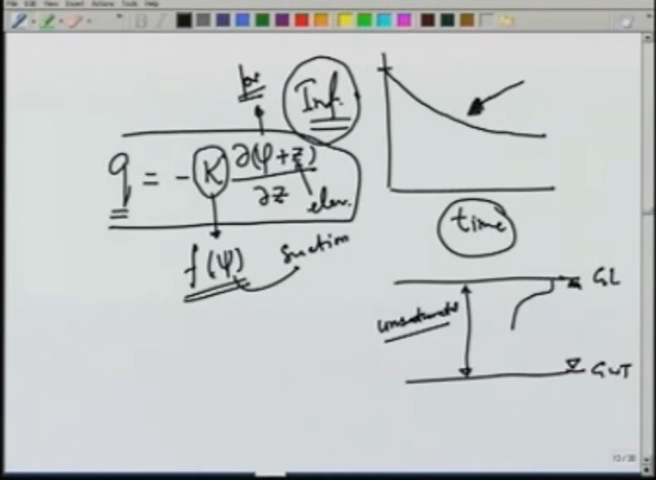 Inf.
q = - K ∂(ψ+z)
∂z
elev.
f(ψ)
Suction
time
GL
unsaturated
GWT